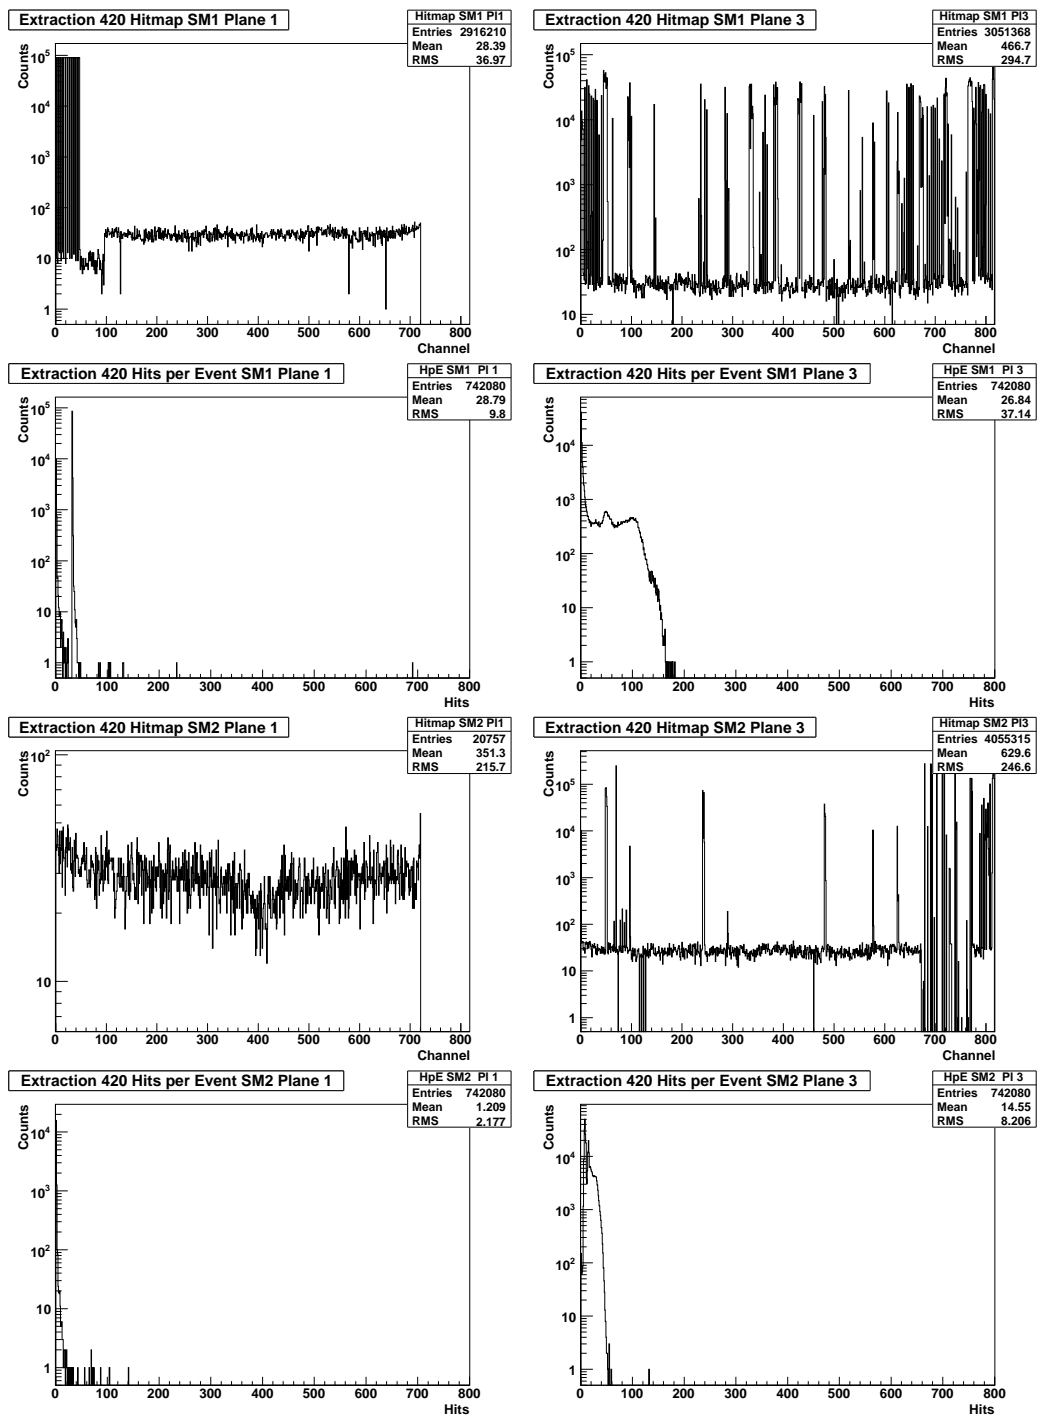 Extraction 420 Hitmap SM1 Plane 1
Hitmap SM1 Pl1
Entries 2916210
Mean 28.39
RMS 36.97
Counts
10^5
10^4
10^3
10^2
10
1
0 100 200 300 400 500 600 700 800
Channel
Extraction 420 Hitmap SM1 Plane 3
Hitmap SM1 Pl3
Entries 3051368
Mean 466.7
RMS 294.7
Counts
10^5
10^4
10^3
10^2
10
0 100 200 300 400 500 600 700 800
Channel
Extraction 420 Hits per Event SM1 Plane 1
HpE SM1 Pl 1
Entries 742080
Mean 28.79
RMS 9.8
Counts
10^5
10^4
10^3
10^2
10
1
0 100 200 300 400 500 600 700 800
Hits
Extraction 420 Hits per Event SM1 Plane 3
HpE SM1 Pl 3
Entries 742080
Mean 26.84
RMS 37.14
Counts
10^4
10^3
10^2
10
1
0 100 200 300 400 500 600 700 800
Hits
Extraction 420 Hitmap SM2 Plane 1
Hitmap SM2 Pl1
Entries 20757
Mean 351.3
RMS 215.7
Counts
10^2
10
0 100 200 300 400 500 600 700 800
Channel
Extraction 420 Hitmap SM2 Plane 3
Hitmap SM2 Pl3
Entries 4055315
Mean 629.6
RMS 246.6
Counts
10^5
10^4
10^3
10^2
10
1
0 100 200 300 400 500 600 700 800
Channel
Extraction 420 Hits per Event SM2 Plane 1
HpE SM2 Pl 1
Entries 742080
Mean 1.209
RMS 2.177
Counts
10^4
10^3
10^2
10
1
0 100 200 300 400 500 600 700 800
Hits
Extraction 420 Hits per Event SM2 Plane 3
HpE SM2 Pl 3
Entries 742080
Mean 14.55
RMS 8.206
Counts
10^4
10^3
10^2
10
1
0 100 200 300 400 500 600 700 800
Hits